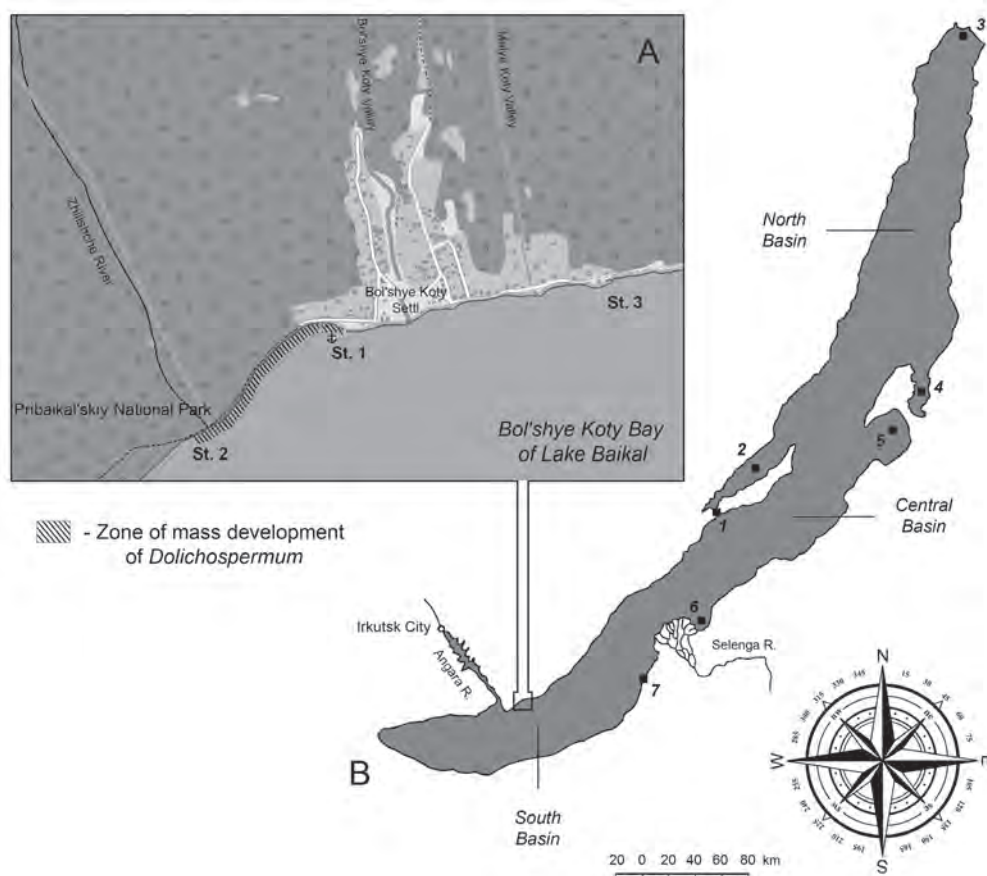 A
Bol'shye Koty Valley
Malye Koty Valley
Zhilishche River
Bol'shye Koty
Settl.
St. 3
St. 1
Pribaikal'skiy National Park
St. 2
Bol'shye Koty Bay
of Lake Baikal
- Zone of mass development
of Dolichospermum
3
North
Basin
4
5
2
1
Central
Basin
6
Irkutsk City
Angara R.
Selenga R.
7
B
South
Basin
N
W
E
S
20 0 20 40 60 80 km